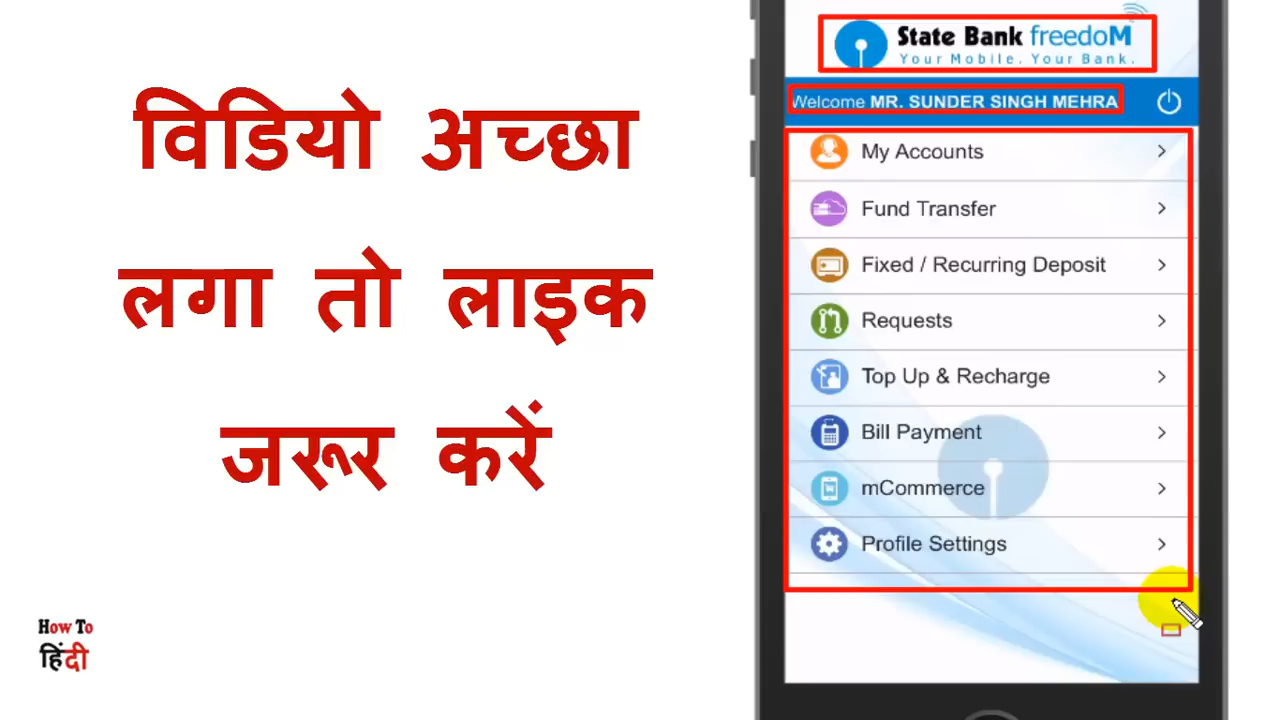 विडियो अच्छा
लगा तो लाइक
जरूर करें
How To
हिंदी
State Bank freedoM
Your Mobile. Your Bank.
Welcome MR. SUNDER SINGH MEHRA
My Accounts
Fund Transfer
Fixed / Recurring Deposit
Requests
Top Up & Recharge
Bill Payment
mCommerce
Profile Settings